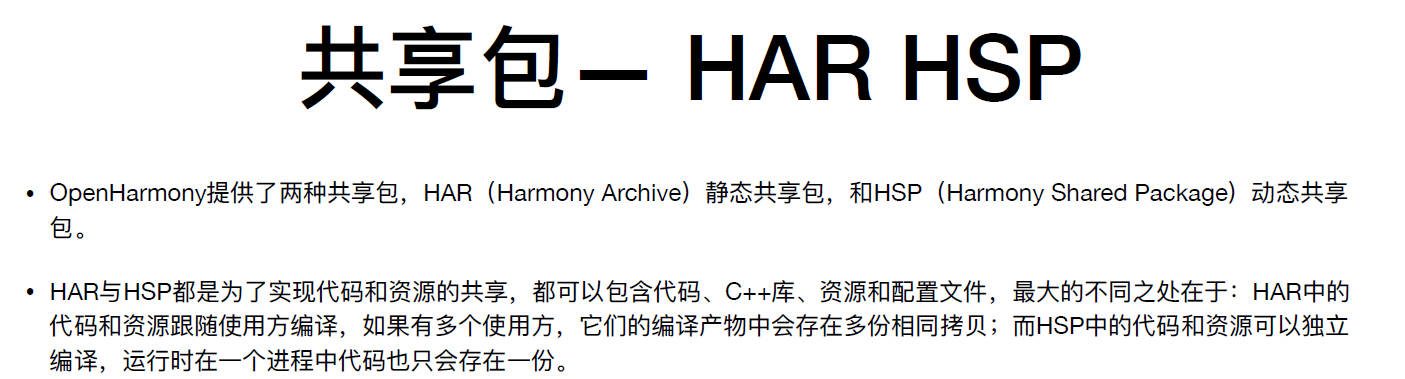 共享包— HAR HSP
• OpenHarmony提供了两种共享包，HAR（Harmony Archive）静态共享包，和HSP（Harmony Shared Package）动态共享
包。
• HAR与HSP都是为了实现代码和资源的共享，都可以包含代码、C++库、资源和配置文件，最大的不同之处在于：HAR中的
代码和资源跟随使用方编译，如果有多个使用方，它们的编译产物中会存在多份相同拷贝；而HSP中的代码和资源可以独立
编译，运行时在一个进程中代码也只会存在一份。